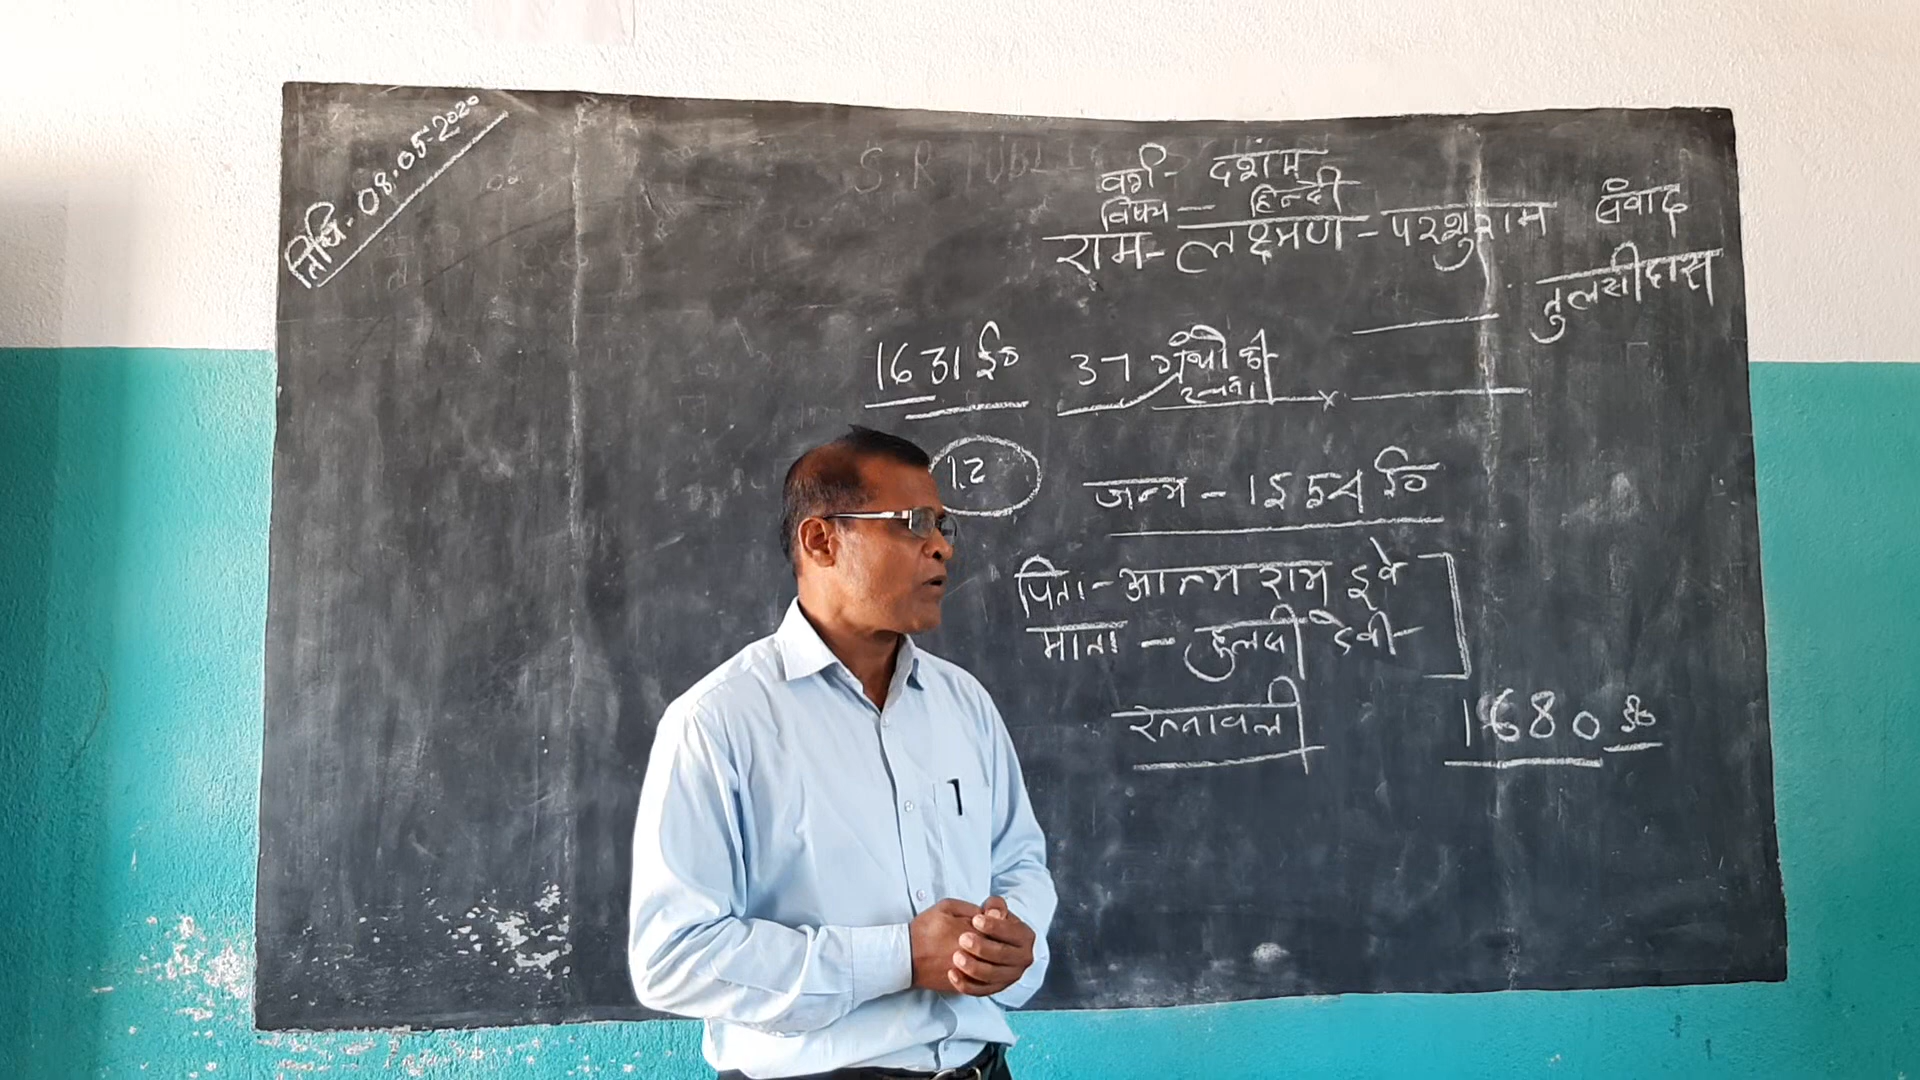 तिथि - 08.05-2020
S.R
वर्ग - दशम
विषय - हिन्दी
राम - लक्ष्मण - परशुराम संवाद
तुलसीदास
1631 ई० 37 ग्रंथों की
रचना
12
जन्म - 1554 ई०
पिता - आत्मा राम दूबे
माता - हुलसी देवी
रत्नावली
1680 ई०